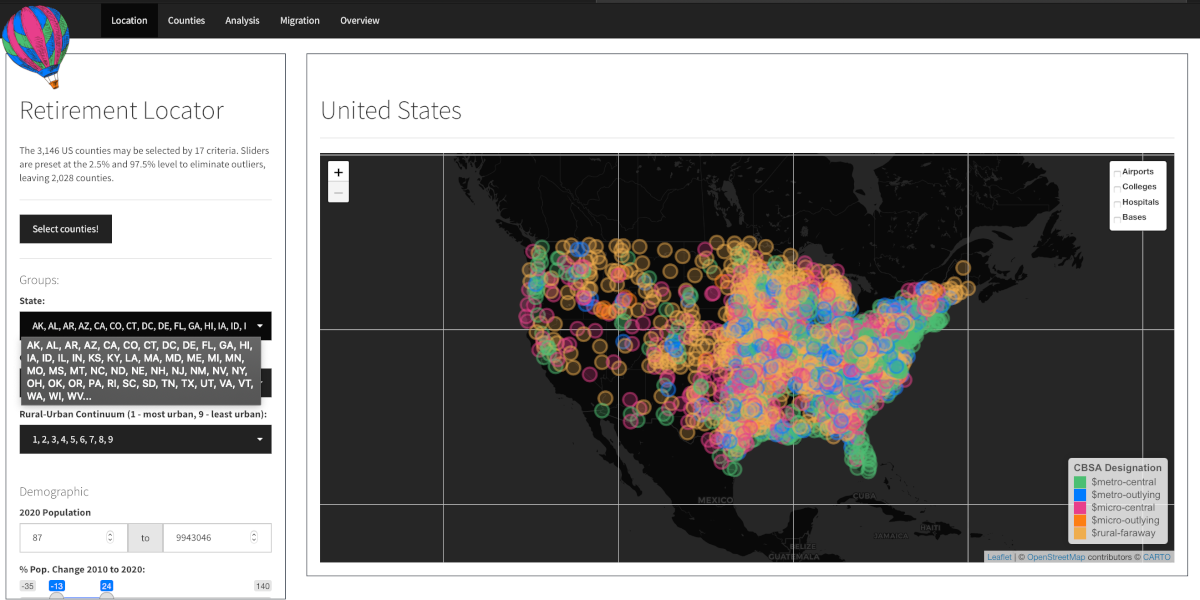 Location Counties Analysis Migration Overview
Retirement Locator
The 3,146 US counties may be selected by 17 criteria. Sliders
are preset at the 2.5% and 97.5% level to eliminate outliers,
leaving 2,028 counties.
Select counties!
Groups:
State:
AK, AL, AR, AZ, CA, CO, CT, DC, DE, FL, GA, HI, IA, ID, I
AK, AL, AR, AZ, CA, CO, CT, DC, DE, FL, GA, HI,
IA, ID, IL, IN, KS, KY, LA, MA, MD, ME, MI, MN,
MO, MS, MT, NC, ND, NE, NH, NJ, NM, NV, NY,
OH, OK, OR, PA, RI, SC, SD, TN, TX, UT, VA, VT,
WA, WI, WV...
Rural-Urban Continuum (1 - most urban, 9 - least urban):
1, 2, 3, 4, 5, 6, 7, 8, 9
Demographic
2020 Population
87 to 9943046
% Pop. Change 2010 to 2020:
-35 -13 24 140
United States
+
−
Airports
Colleges
Hospitals
Bases
MEXICO
CUBA
HAITI
JAMAICA
BELIZE
GUATEMALA
CBSA Designation
$metro-central
$metro-outlying
$micro-central
$micro-outlying
$rural-faraway
Leaflet | © OpenStreetMap contributors © CARTO